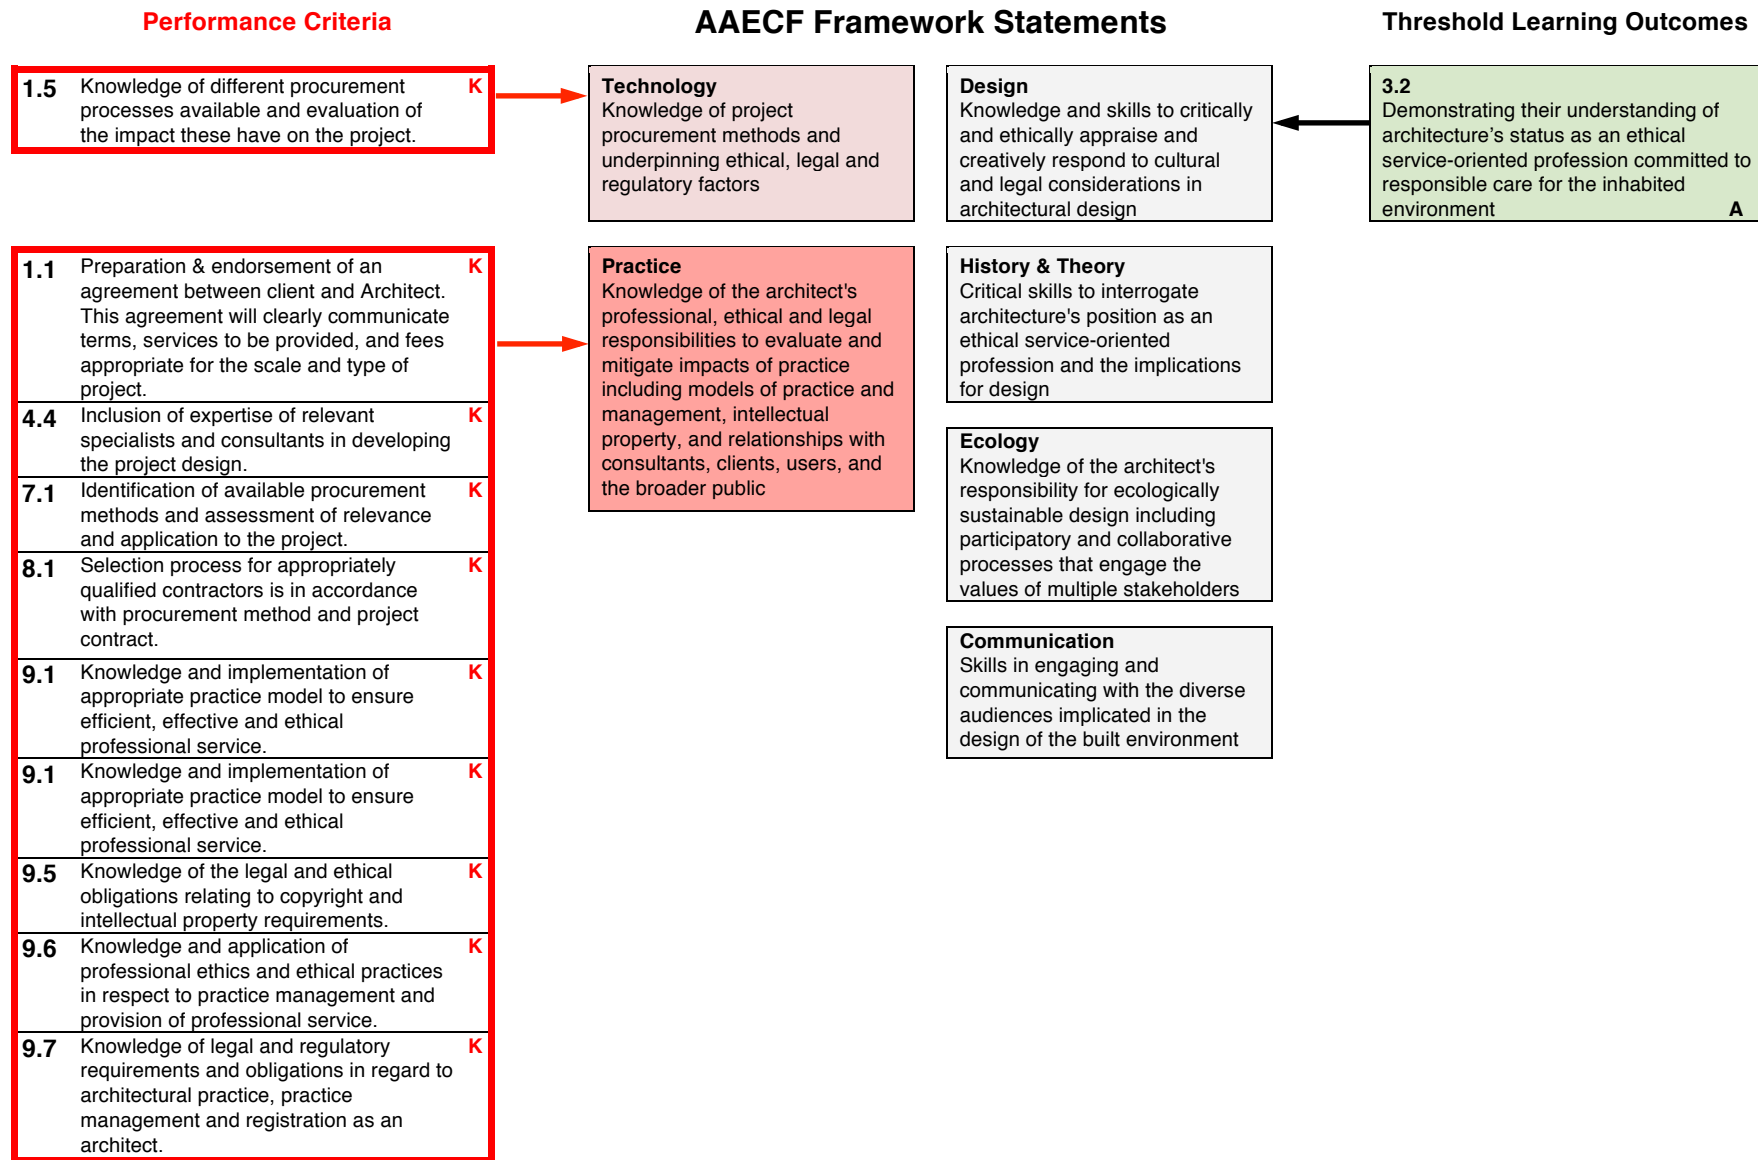 Performance Criteria
AAECF Framework Statements
Threshold Learning Outcomes
1.5 Knowledge of different procurement K
processes available and evaluation of
the impact these have on the project.
Technology
Knowledge of project
procurement methods and
underpinning ethical, legal and
regulatory factors
Design
Knowledge and skills to critically
and ethically appraise and
creatively respond to cultural
and legal considerations in
architectural design
3.2
Demonstrating their understanding of
architecture's status as an ethical
service-oriented profession committed to
responsible care for the inhabited
environment A
1.1 Preparation & endorsement of an K
agreement between client and Architect.
This agreement will clearly communicate
terms, services to be provided, and fees
appropriate for the scale and type of
project.
4.4 Inclusion of expertise of relevant K
specialists and consultants in developing
the project design.
7.1 Identification of available procurement K
methods and assessment of relevance
and application to the project.
8.1 Selection process for appropriately K
qualified contractors is in accordance
with procurement method and project
contract.
9.1 Knowledge and implementation of K
appropriate practice model to ensure
efficient, effective and ethical
professional service.
9.1 Knowledge and implementation of K
appropriate practice model to ensure
efficient, effective and ethical
professional service.
9.5 Knowledge of the legal and ethical K
obligations relating to copyright and
intellectual property requirements.
9.6 Knowledge and application of K
professional ethics and ethical practices
in respect to practice management and
provision of professional service.
9.7 Knowledge of legal and regulatory K
requirements and obligations in regard to
architectural practice, practice
management and registration as an
architect.
Practice
Knowledge of the architect's
professional, ethical and legal
responsibilities to evaluate and
mitigate impacts of practice
including models of practice and
management, intellectual
property, and relationships with
consultants, clients, users, and
the broader public
History & Theory
Critical skills to interrogate
architecture's position as an
ethical service-oriented
profession and the implications
for design
Ecology
Knowledge of the architect's
responsibility for ecologically
sustainable design including
participatory and collaborative
processes that engage the
values of multiple stakeholders
Communication
Skills in engaging and
communicating with the diverse
audiences implicated in the
design of the built environment